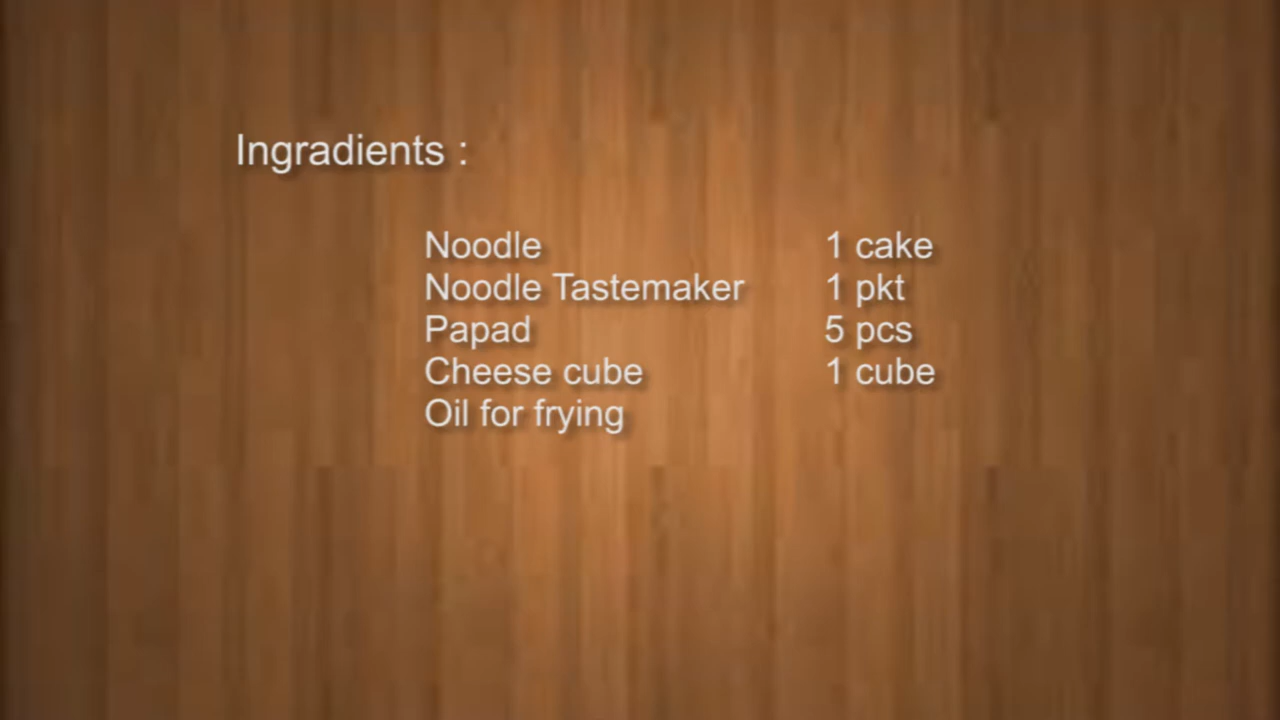 Ingradients :
Noodle 1 cake
Noodle Tastemaker 1 pkt
Papad 5 pcs
Cheese cube 1 cube
Oil for frying